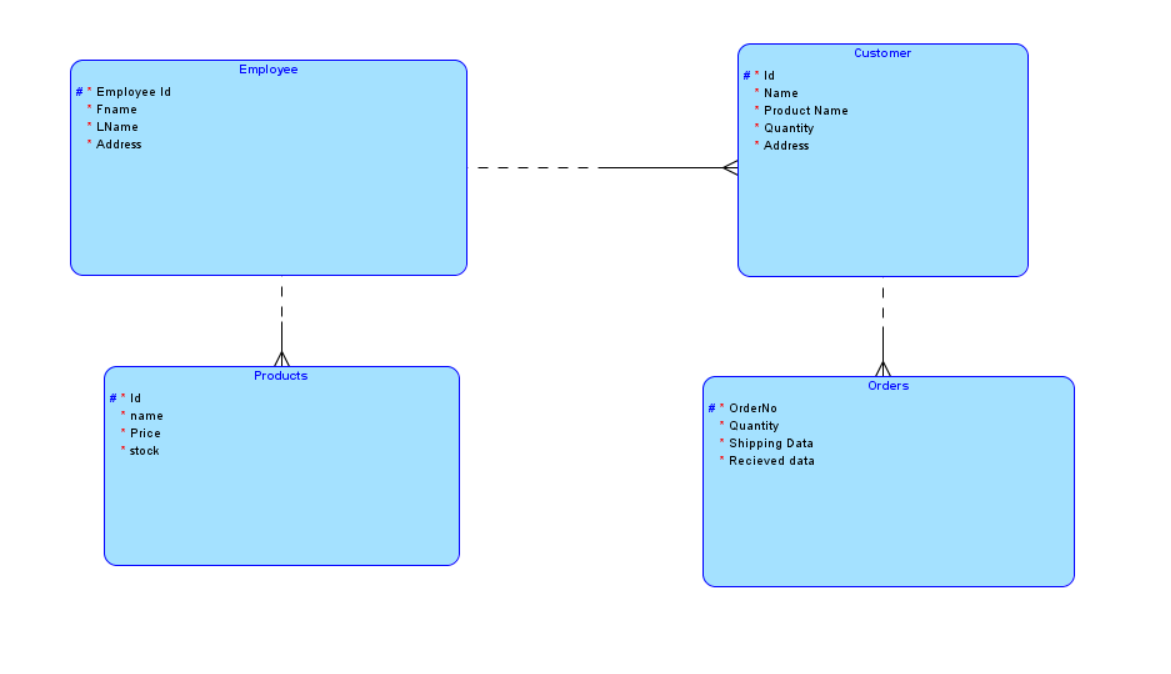 Employee
# * Employee Id
* Fname
* LName
* Address
Customer
# * Id
* Name
* Product Name
* Quantity
* Address
Products
# * Id
* name
* Price
* stock
Orders
# * OrderNo
* Quantity
* Shipping Data
* Recieved data